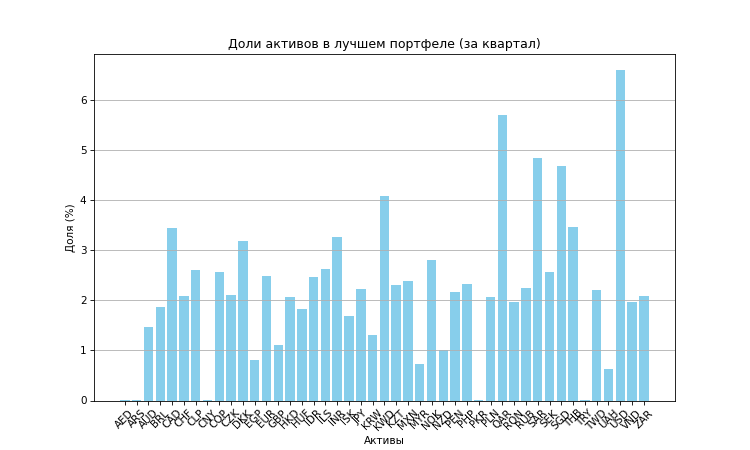 Доли активов в лучшем портфеле (за квартал)
Доля (%)
6
5
4
3
2
1
0
AED ARS AUD BRL CAD CHF CLP CNY COP CZK DKK EGP EUR GBP HKD HUF IDR ILS INR ISK JPY KRW KWD KZT MXN MYR NOK NZD PEN PHP PKR PLN QAR RON RUB SAR SEK SGD THB TRY TWD UAH USD VND ZAR
Активы